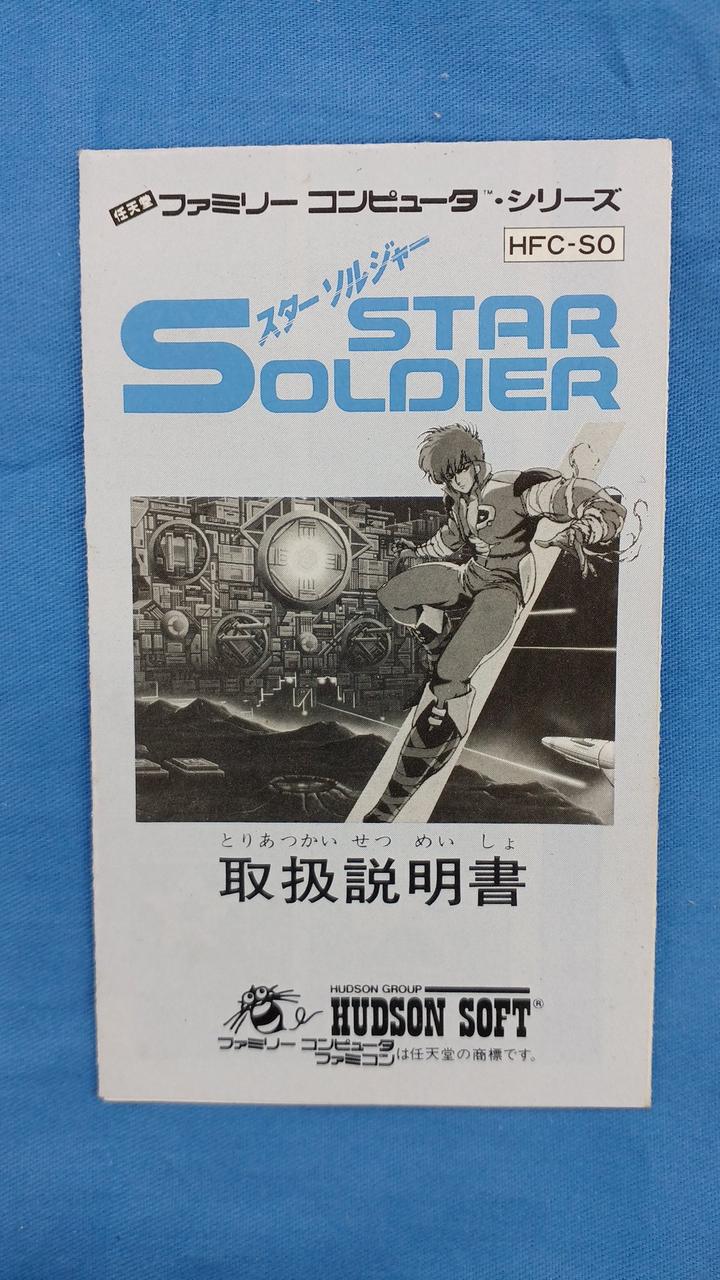 任天堂 ファミリー コンピュータ™・シリーズ
HFC-SO
スター ソルジャー
STAR
SOLDIER
とりあつかい せつ めい しょ
取扱説明書
HUDSON GROUP
HUDSON SOFT®
ファミリー コンピュータ
ファミコン は任天堂の商標です。